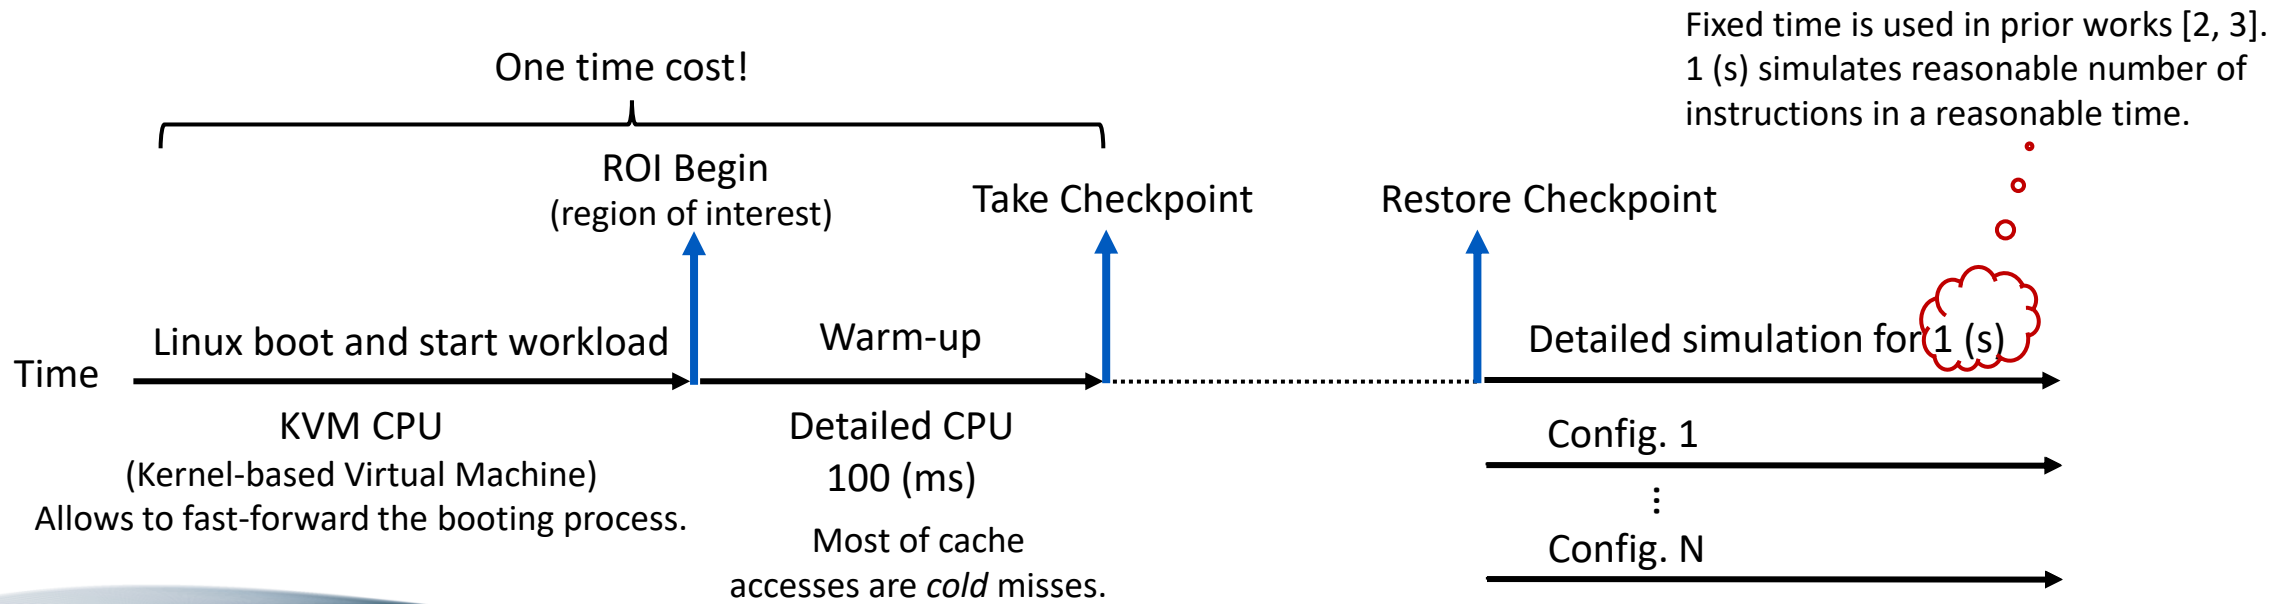 Fixed time is used in prior works [2, 3].
1 (s) simulates reasonable number of
instructions in a reasonable time.
One time cost!
ROI Begin
(region of interest)
Take Checkpoint
Restore Checkpoint
Time
Linux boot and start workload
Warm-up
Detailed simulation for 1 (s)
KVM CPU
(Kernel-based Virtual Machine)
Allows to fast-forward the booting process.
Detailed CPU
100 (ms)
Most of cache
accesses are cold misses.
Config. 1
⋮
Config. N